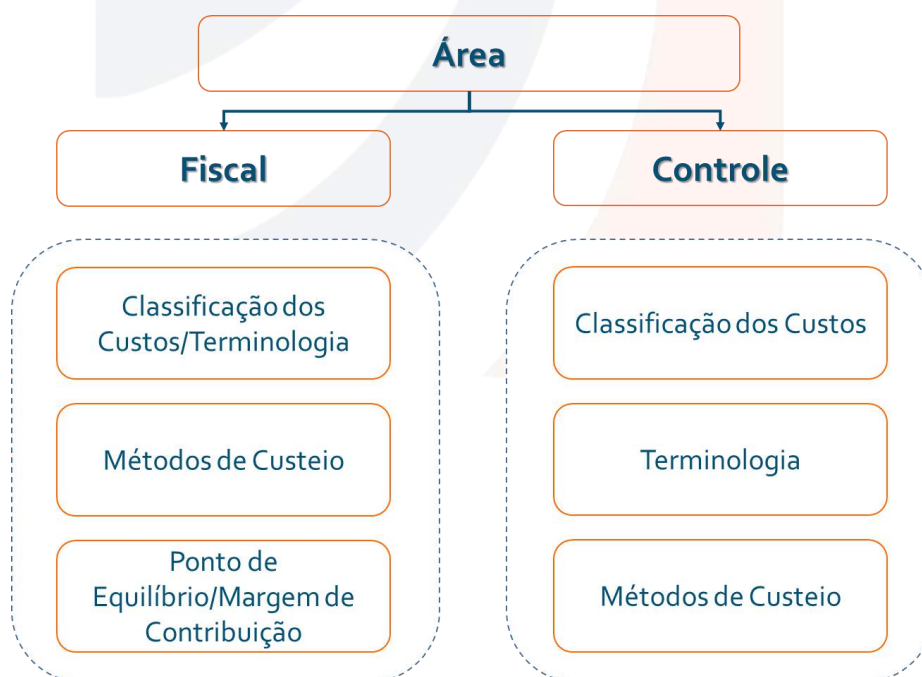 Área
Fiscal
Controle
Classificação dos
Custos/Terminologia
Métodos de Custeio
Ponto de
Equilíbrio/Margem de
Contribuição
Classificação dos Custos
Terminologia
Métodos de Custeio